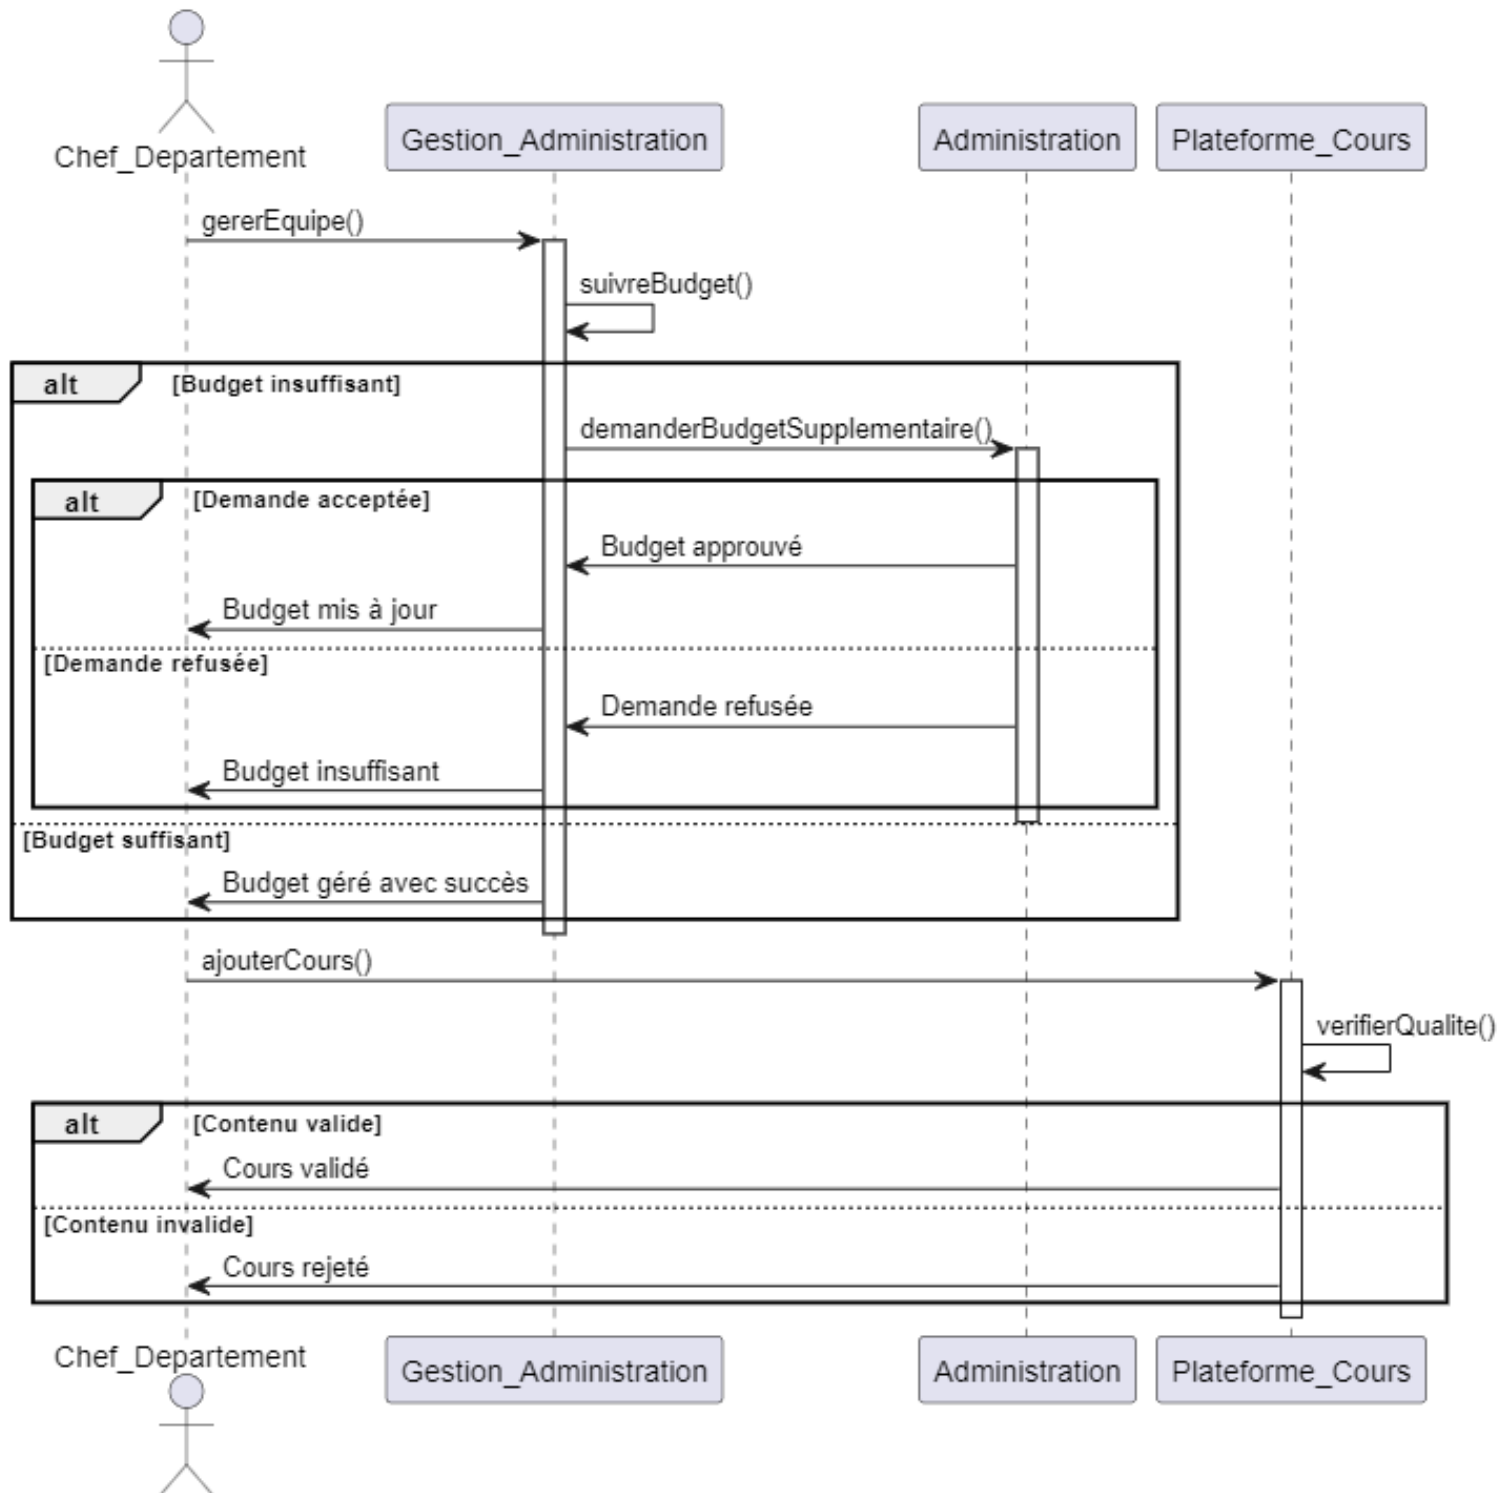 Chef_Departement
Gestion_Administration
Administration
Plateforme_Cours
gererEquipe()
suivreBudget()
alt
[Budget insuffisant]
demanderBudgetSupplementaire()
alt
[Demande acceptée]
Budget approuvé
Budget mis à jour
[Demande refusée]
Demande refusée
Budget insuffisant
[Budget suffisant]
Budget géré avec succès
ajouterCours()
verifierQualite()
alt
[Contenu valide]
Cours validé
[Contenu invalide]
Cours rejeté
Chef_Departement
Gestion_Administration
Administration
Plateforme_Cours